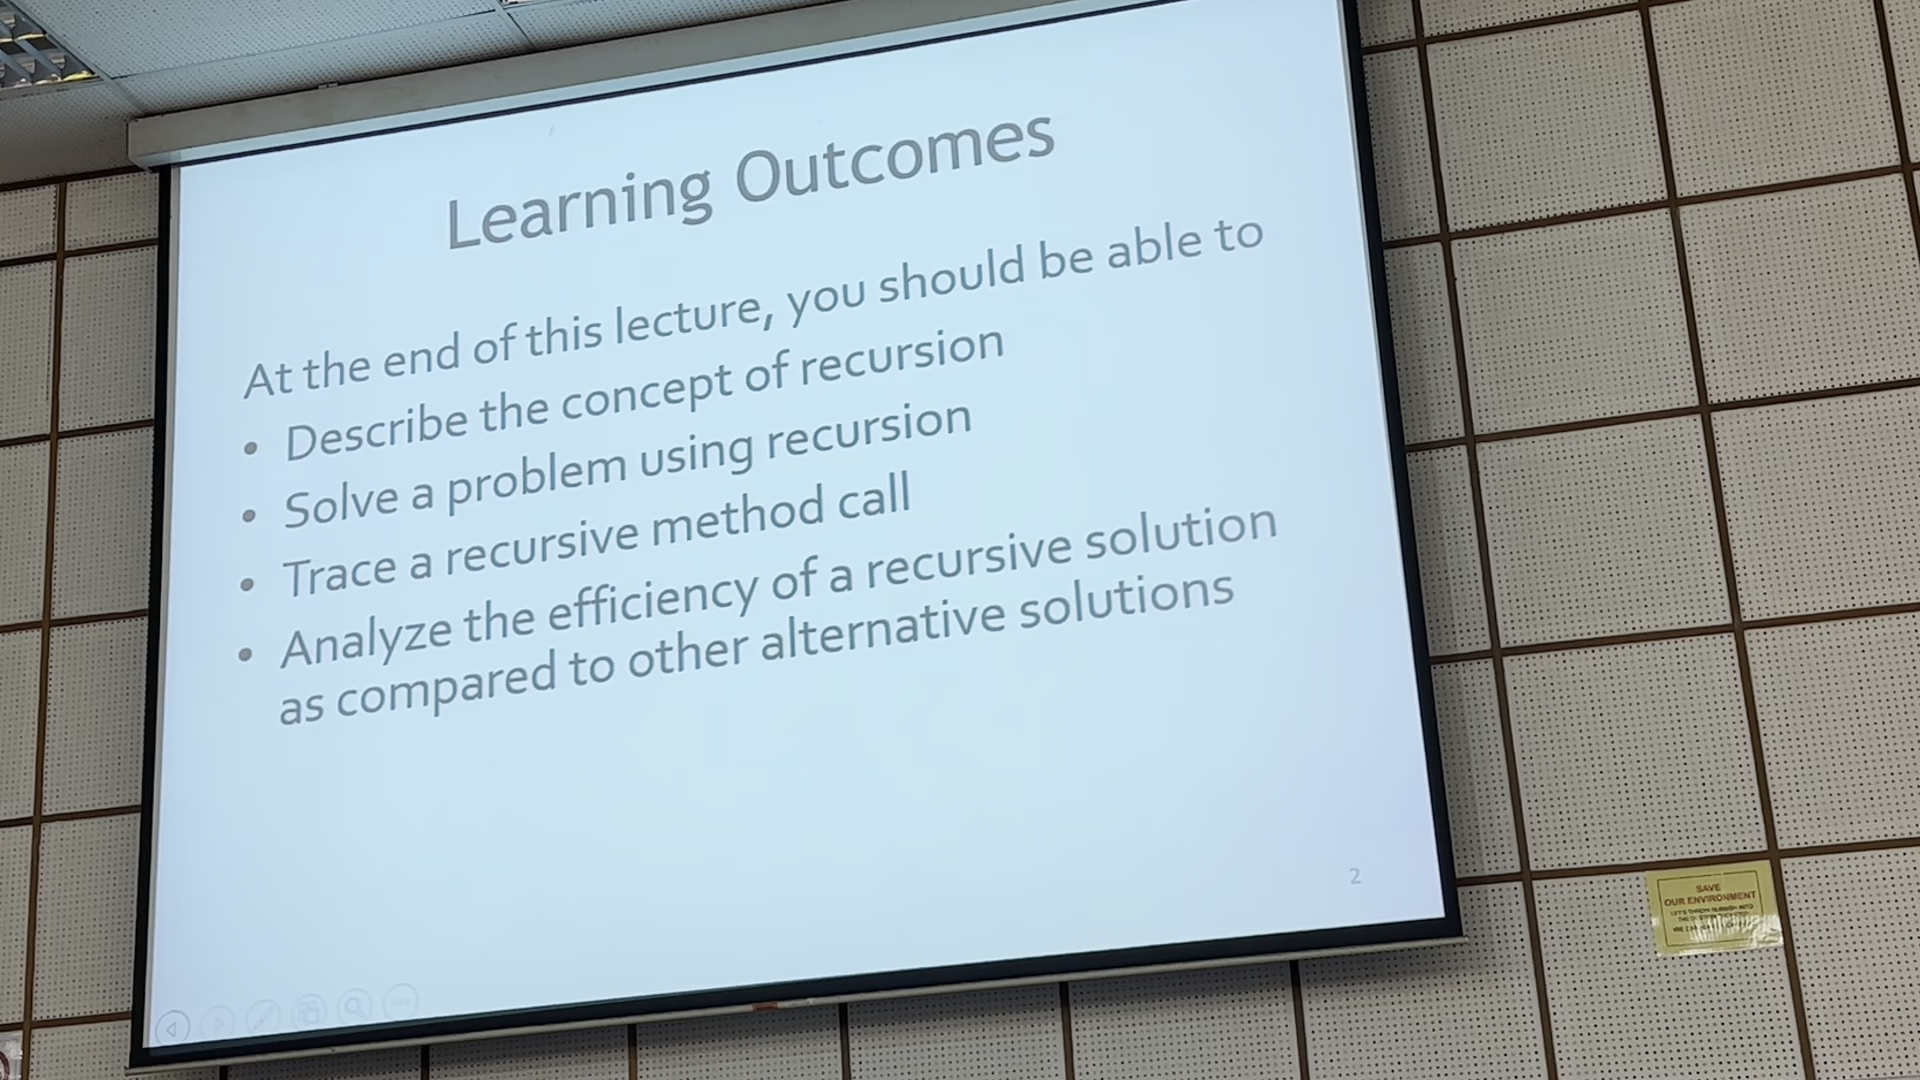 Learning Outcomes
At the end of this lecture, you should be able to
• Describe the concept of recursion
• Solve a problem using recursion
• Trace a recursive method call
• Analyze the efficiency of a recursive solution
as compared to other alternative solutions
2
SAVE
OUR ENVIRONMENT